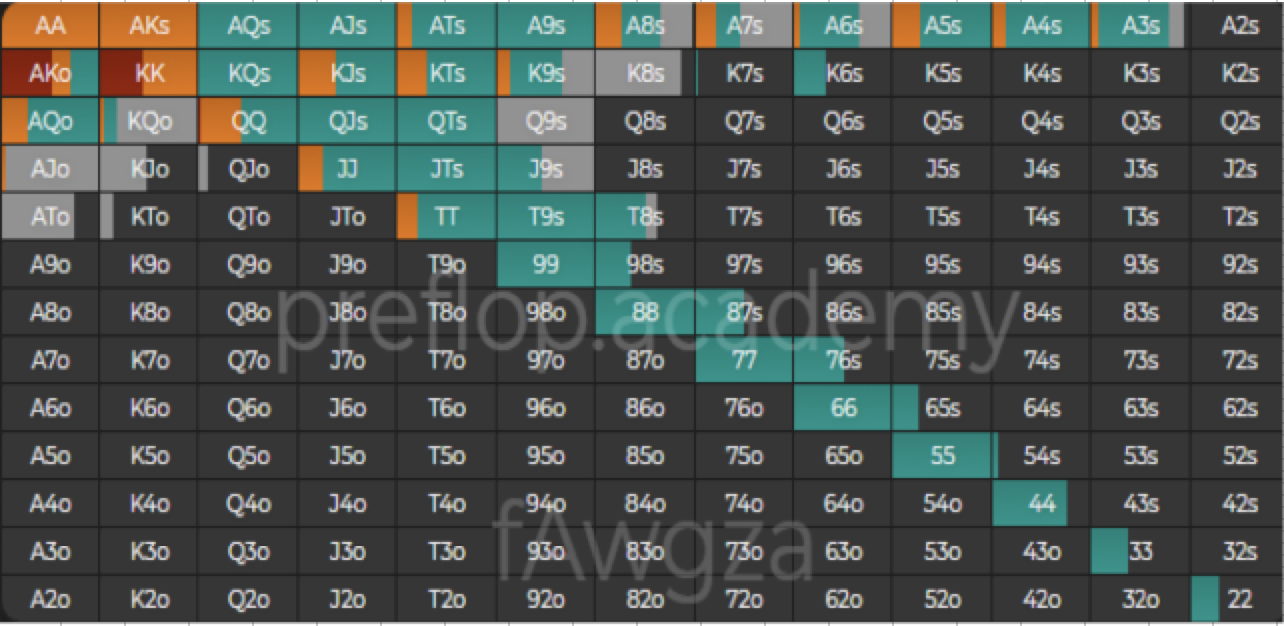 AA AKs AQs AJs ATs A9s A8s A7s A6s A5s A4s A3s A2s
AKo KK KQs KJs KTs K9s K8s K7s K6s K5s K4s K3s K2s
AQo KQo QQ QJs QTs Q9s Q8s Q7s Q6s Q5s Q4s Q3s Q2s
AJo KJo QJo JJ JTs J9s J8s J7s J6s J5s J4s J3s J2s
ATo KTo QTo JTo TT T9s T8s T7s T6s T5s T4s T3s T2s
A9o K9o Q9o J9o T9o 99 98s 97s 96s 95s 94s 93s 92s
A8o K8o Q8o J8o T8o 98o 88 87s 86s 85s 84s 83s 82s
preflop.academy
A7o K7o Q7o J7o T7o 97o 87o 77 76s 75s 74s 73s 72s
A6o K6o Q6o J6o T6o 96o 86o 76o 66 65s 64s 63s 62s
A5o K5o Q5o J5o T5o 95o 85o 75o 65o 55 54s 53s 52s
A4o K4o Q4o J4o T4o 94o 84o 74o 64o 54o 44 43s 42s
A3o K3o Q3o J3o T3o 93o 83o 73o 63o 53o 43o 33 32s
fAwgza
A2o K2o Q2o J2o T2o 92o 82o 72o 62o 52o 42o 32o 22